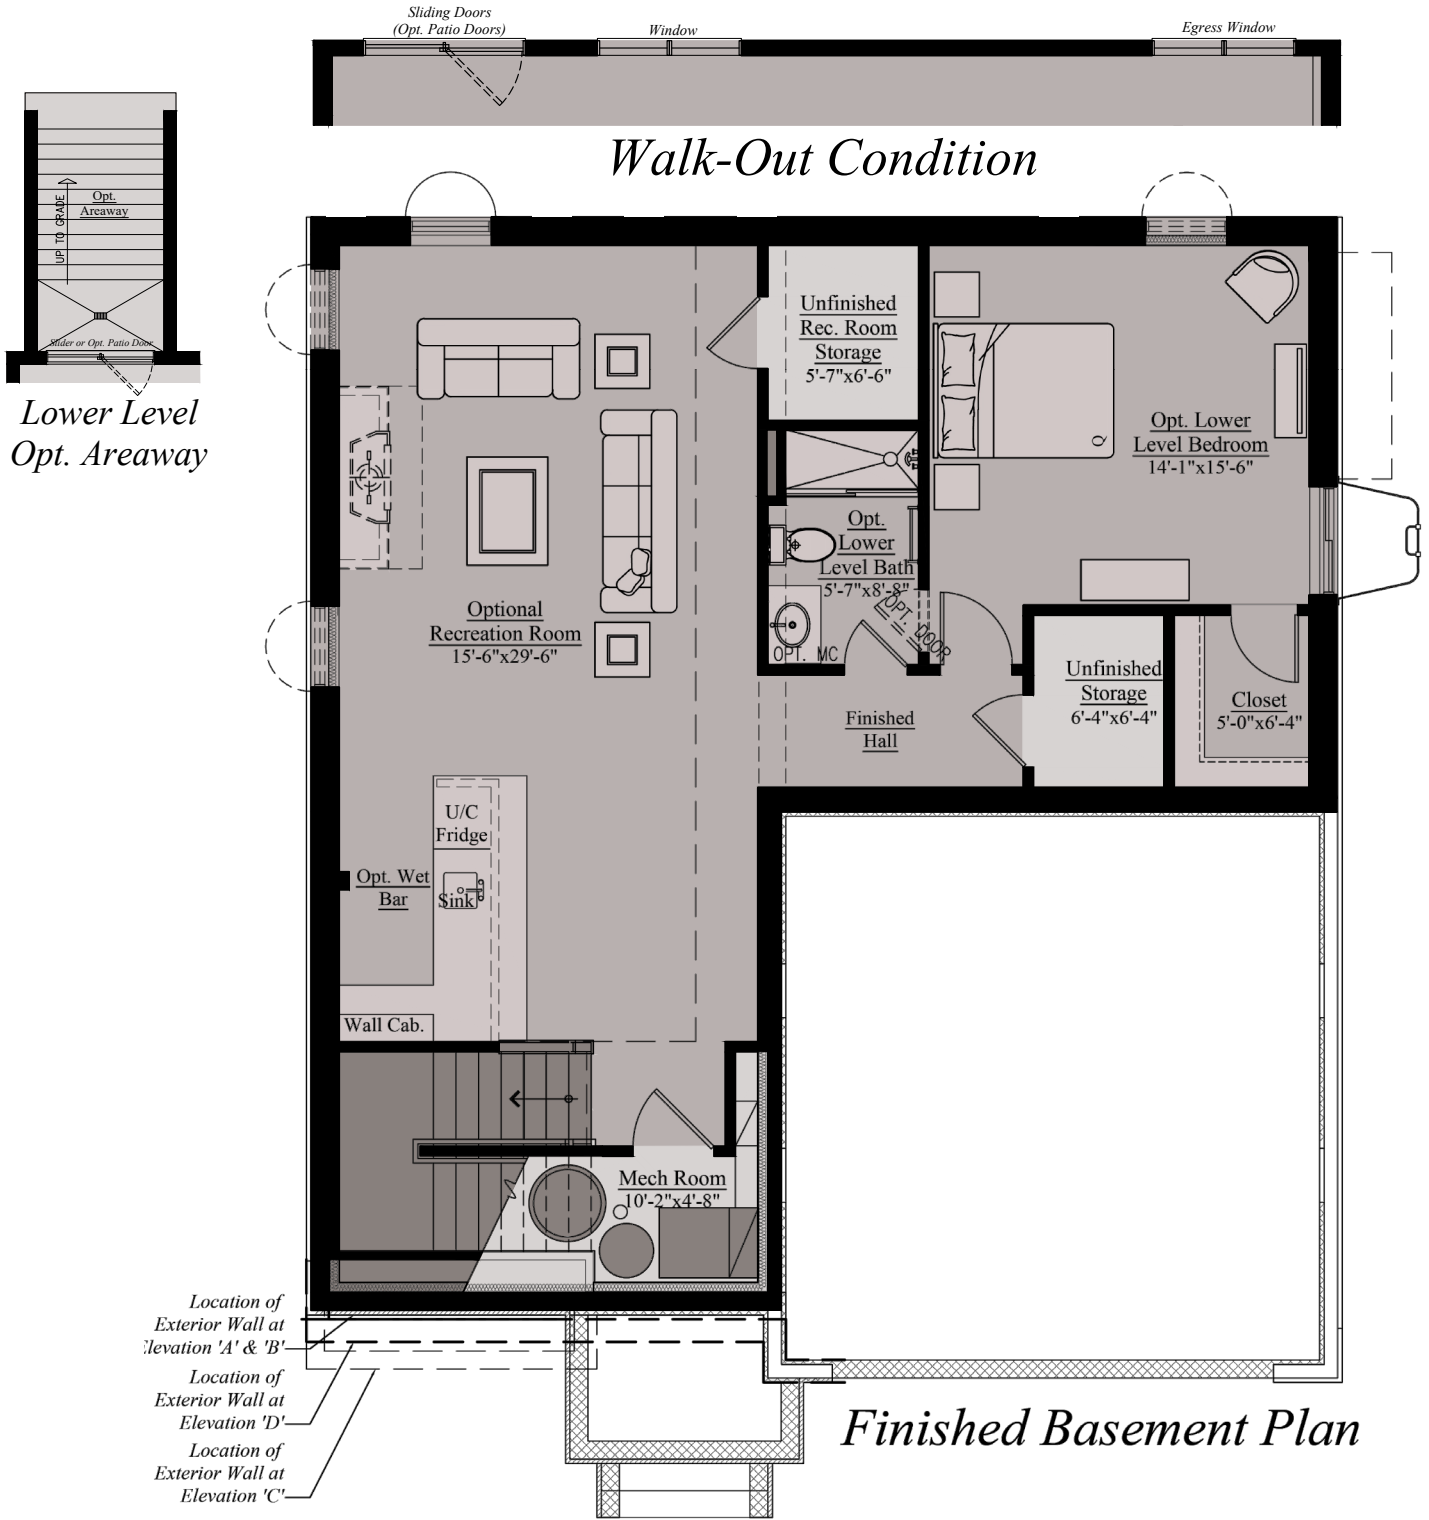 Sliding Doors
(Opt. Patio Doors)
Window
Egress Window
Walk-Out Condition
UP TO GRADE
Opt.
Areaway
Slider or Opt. Patio Door
Lower Level
Opt. Areaway
Unfinished
Rec. Room
Storage
5'-7"x6'-6"
Opt. Lower
Level Bedroom
14'-1"x15'-6"
Q
Opt.
Lower
Level Bath
5'-7"x8'-8"
OPT. DOOR
OPT. MC
Optional
Recreation Room
15'-6"x29'-6"
Unfinished
Storage
6'-4"x6'-4"
Closet
5'-0"x6'-4"
Finished
Hall
U/C
Fridge
Opt. Wet
Bar
Sink
Wall Cab.
Mech Room
10'-2"x4'-8"
Location of
Exterior Wall at
Elevation 'A' & 'B'
Location of
Exterior Wall at
Elevation 'D'
Location of
Exterior Wall at
Elevation 'C'
Finished Basement Plan